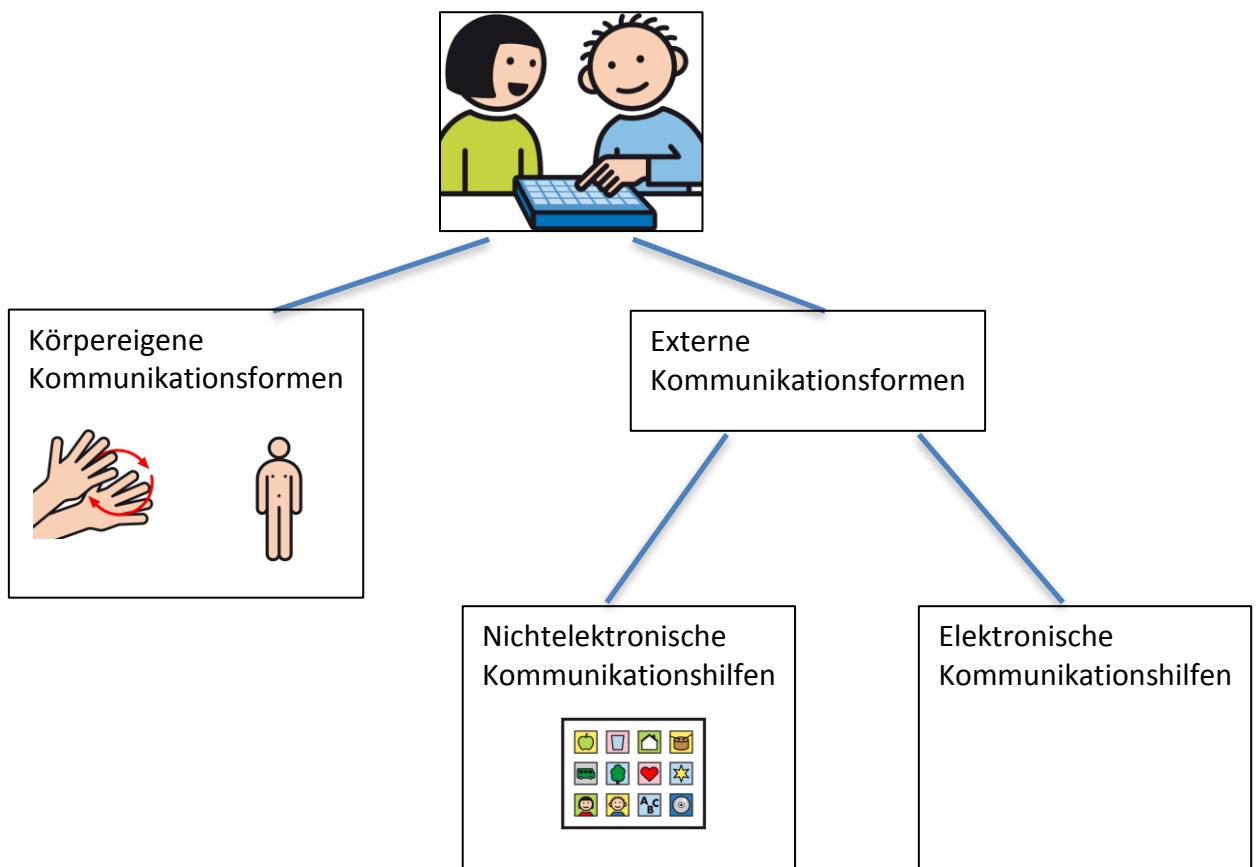 Körpereigene
Kommunikationsformen
Externe
Kommunikationsformen
Nichtelektronische
Kommunikationshilfen
A B C
Elektronische
Kommunikationshilfen